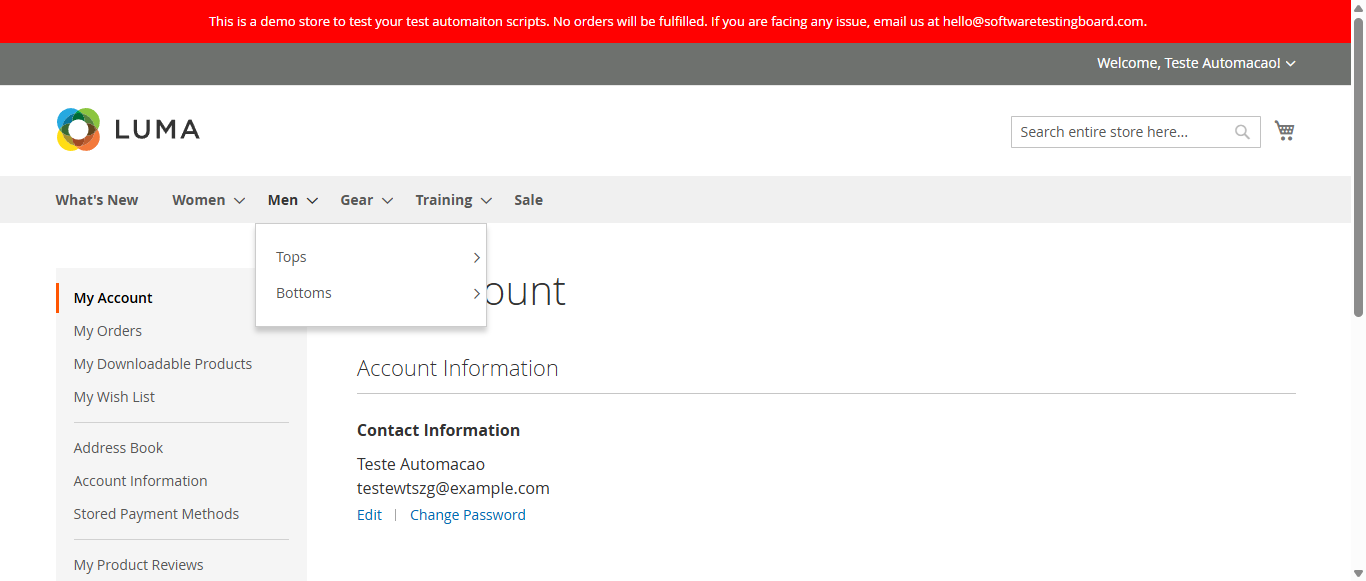 This is a demo store to test your test automaiton scripts. No orders will be fulfilled. If you are facing any issue, email us at hello@softwaretestingboard.com.
Welcome, Teste Automacao!
LUMA
Search entire store here...
What's New Women Men Gear Training Sale
Tops
Bottoms
ount
My Account
My Orders
My Downloadable Products
My Wish List
Address Book
Account Information
Stored Payment Methods
My Product Reviews
Account Information
Contact Information
Teste Automacao
testewtszg@example.com
Edit | Change Password